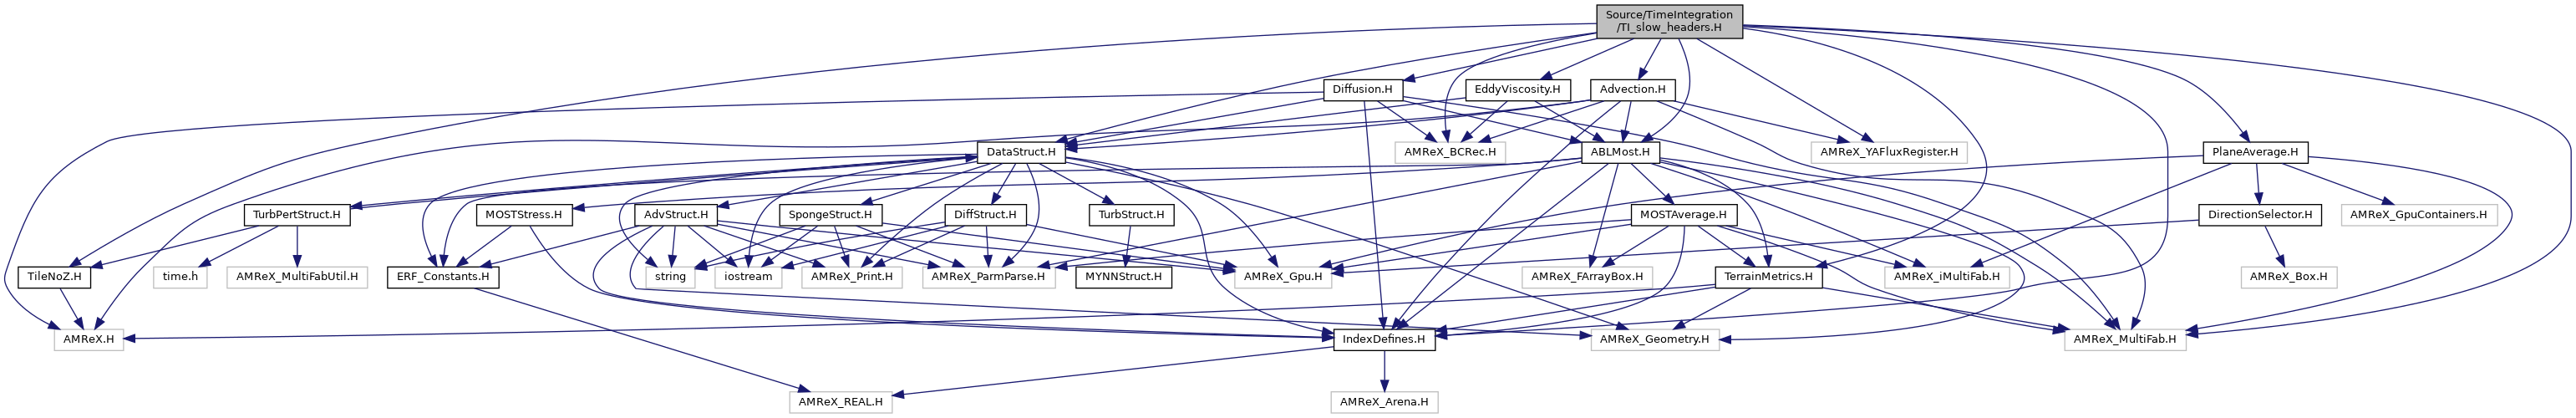 Source/TimeIntegration
/TI_slow_headers.H
Diffusion.H
EddyViscosity.H
Advection.H
DataStruct.H
AMReX_BCRec.H
ABLMost.H
AMReX_YAFluxRegister.H
PlaneAverage.H
TurbPertStruct.H
MOSTStress.H
AdvStruct.H
SpongeStruct.H
DiffStruct.H
TurbStruct.H
MOSTAverage.H
DirectionSelector.H
AMReX_GpuContainers.H
TileNoZ.H
time.h
AMReX_MultiFabUtil.H
ERF_Constants.H
string
iostream
AMReX_Print.H
AMReX_ParmParse.H
MYNNStruct.H
AMReX_Gpu.H
AMReX_FArrayBox.H
TerrainMetrics.H
AMReX_iMultiFab.H
AMReX_Box.H
AMReX.H
IndexDefines.H
AMReX_Geometry.H
AMReX_MultiFab.H
AMReX_REAL.H
AMReX_Arena.H